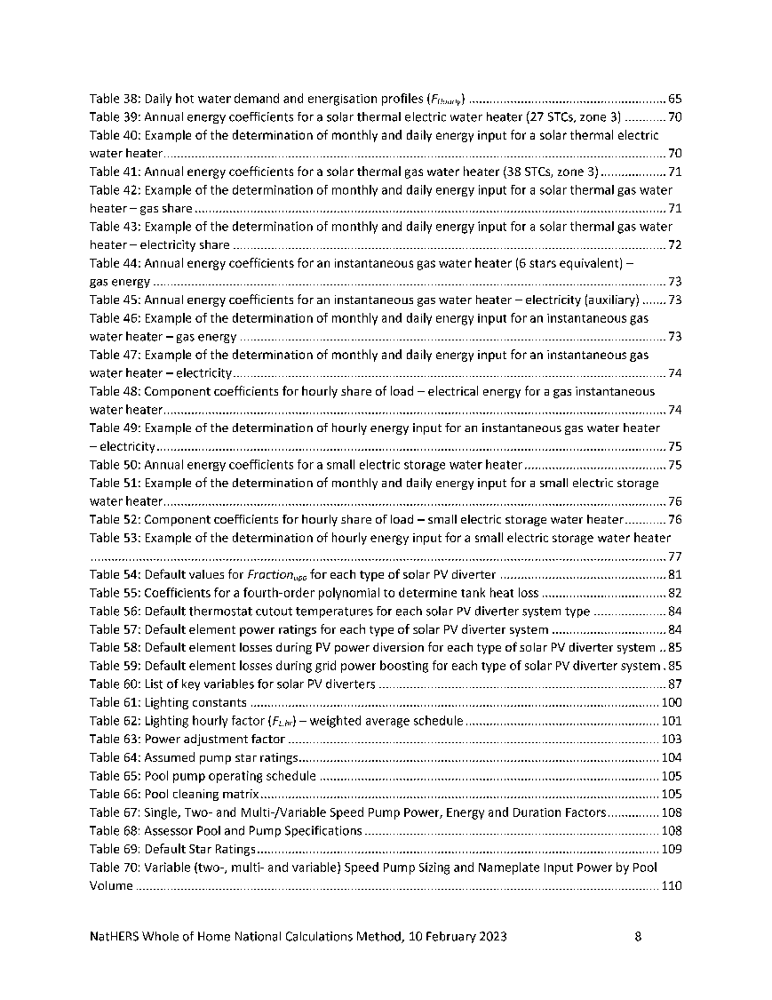 Table 38: Daily hot water demand and energisation profiles (FHourly) ........ 65
Table 39: Annual energy coefficients for a solar thermal electric water heater (27 STCs, zone 3) ........ 70
Table 40: Example of the determination of monthly and daily energy input for a solar thermal electric
water heater ........ 70
Table 41: Annual energy coefficients for a solar thermal gas water heater (38 STCs, zone 3) ........ 71
Table 42: Example of the determination of monthly and daily energy input for a solar thermal gas water
heater – gas share ........ 71
Table 43: Example of the determination of monthly and daily energy input for a solar thermal gas water
heater – electricity share ........ 72
Table 44: Annual energy coefficients for an instantaneous gas water heater (6 stars equivalent) –
gas energy ........ 73
Table 45: Annual energy coefficients for an instantaneous gas water heater – electricity (auxiliary) ....... 73
Table 46: Example of the determination of monthly and daily energy input for an instantaneous gas
water heater – gas energy ........ 73
Table 47: Example of the determination of monthly and daily energy input for an instantaneous gas
water heater – electricity ........ 74
Table 48: Component coefficients for hourly share of load – electrical energy for a gas instantaneous
water heater ........ 74
Table 49: Example of the determination of hourly energy input for an instantaneous gas water heater
– electricity ........ 75
Table 50: Annual energy coefficients for a small electric storage water heater ........ 75
Table 51: Example of the determination of monthly and daily energy input for a small electric storage
water heater ........ 76
Table 52: Component coefficients for hourly share of load – small electric storage water heater ........ 76
Table 53: Example of the determination of hourly energy input for a small electric storage water heater
........ 77
Table 54: Default values for Fractionupg for each type of solar PV diverter ........ 81
Table 55: Coefficients for a fourth-order polynomial to determine tank heat loss ........ 82
Table 56: Default thermostat cutout temperatures for each solar PV diverter system type ........ 84
Table 57: Default element power ratings for each type of solar PV diverter system ........ 84
Table 58: Default element losses during PV power diversion for each type of solar PV diverter system .. 85
Table 59: Default element losses during grid power boosting for each type of solar PV diverter system . 85
Table 60: List of key variables for solar PV diverters ........ 87
Table 61: Lighting constants ........ 100
Table 62: Lighting hourly factor (FL,hr) – weighted average schedule ........ 101
Table 63: Power adjustment factor ........ 103
Table 64: Assumed pump star ratings ........ 104
Table 65: Pool pump operating schedule ........ 105
Table 66: Pool cleaning matrix ........ 105
Table 67: Single, Two- and Multi-/Variable Speed Pump Power, Energy and Duration Factors ........ 108
Table 68: Assessor Pool and Pump Specifications ........ 108
Table 69: Default Star Ratings ........ 109
Table 70: Variable (two-, multi- and variable) Speed Pump Sizing and Nameplate Input Power by Pool
Volume ........ 110
NatHERS Whole of Home National Calculations Method, 10 February 2023 8